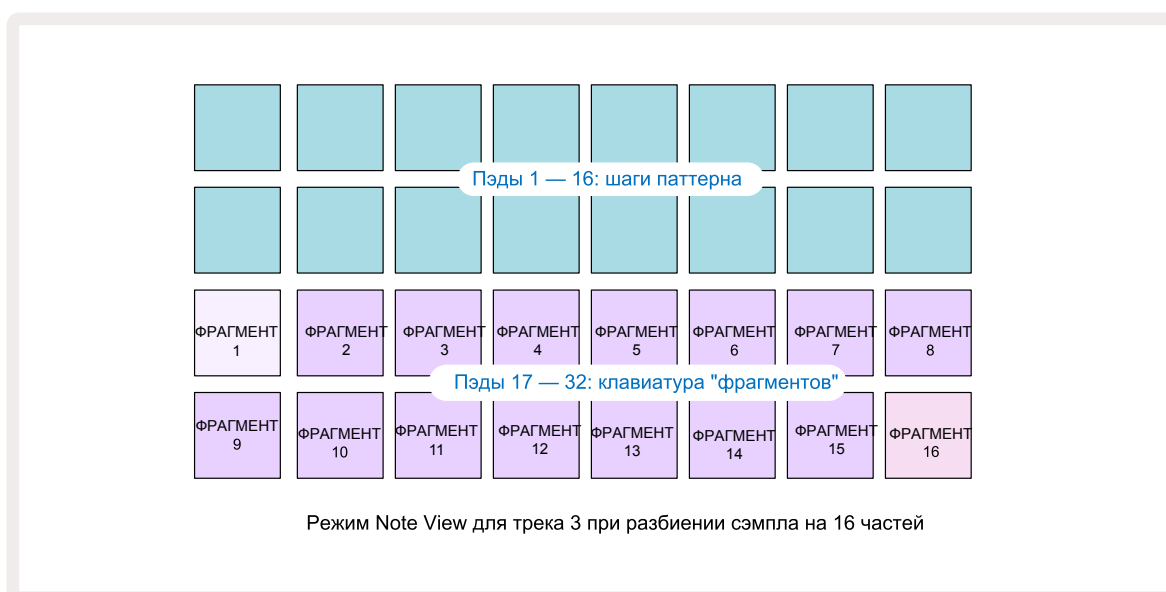 Пэды 1 — 16: шаги паттерна
ФРАГМЕНТ
1
ФРАГМЕНТ
2
ФРАГМЕНТ
3
ФРАГМЕНТ
4
ФРАГМЕНТ
5
ФРАГМЕНТ
6
ФРАГМЕНТ
7
ФРАГМЕНТ
8
Пэды 17 — 32: клавиатура "фрагментов"
ФРАГМЕНТ
9
ФРАГМЕНТ
10
ФРАГМЕНТ
11
ФРАГМЕНТ
12
ФРАГМЕНТ
13
ФРАГМЕНТ
14
ФРАГМЕНТ
15
ФРАГМЕНТ
16
Режим Note View для трека 3 при разбиении сэмпла на 16 частей